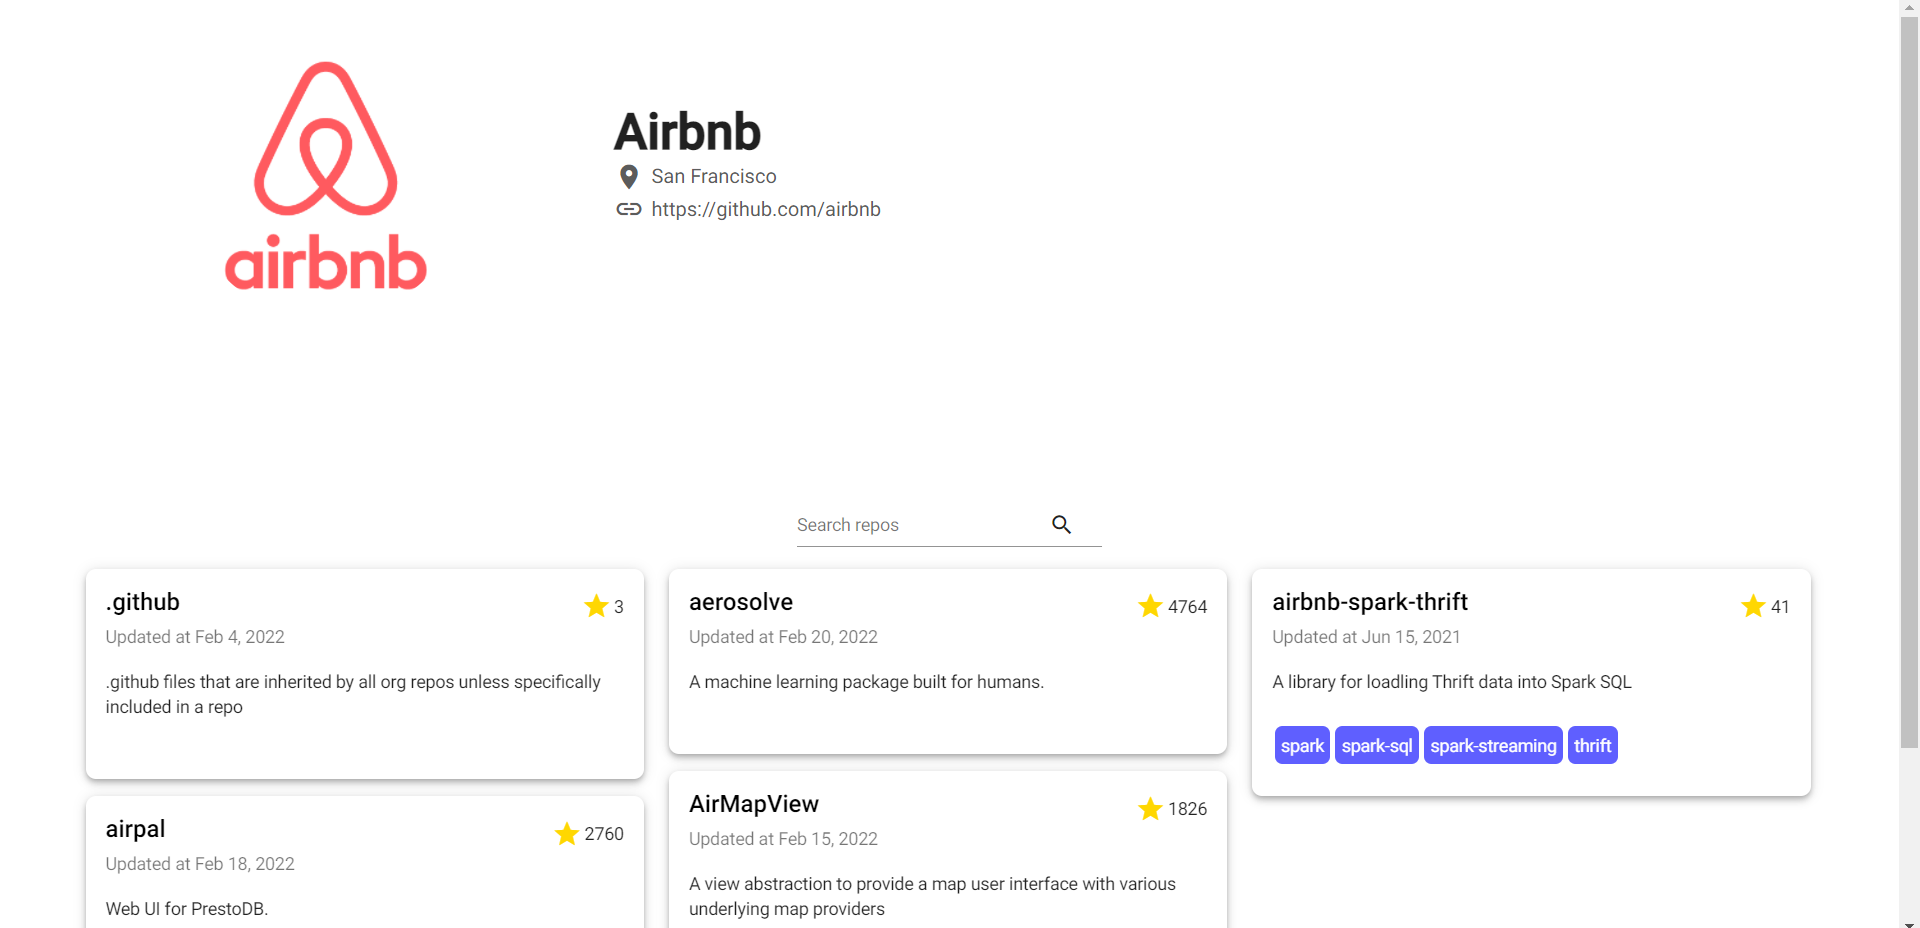 airbnb
Airbnb
San Francisco
https://github.com/airbnb
Search repos
.github
3
Updated at Feb 4, 2022
.github files that are inherited by all org repos unless specifically
included in a repo
aerosolve
4764
Updated at Feb 20, 2022
A machine learning package built for humans.
airbnb-spark-thrift
41
Updated at Jun 15, 2021
A library for loadling Thrift data into Spark SQL
spark spark-sql spark-streaming thrift
airpal
2760
Updated at Feb 18, 2022
Web UI for PrestoDB.
AirMapView
1826
Updated at Feb 15, 2022
A view abstraction to provide a map user interface with various
underlying map providers